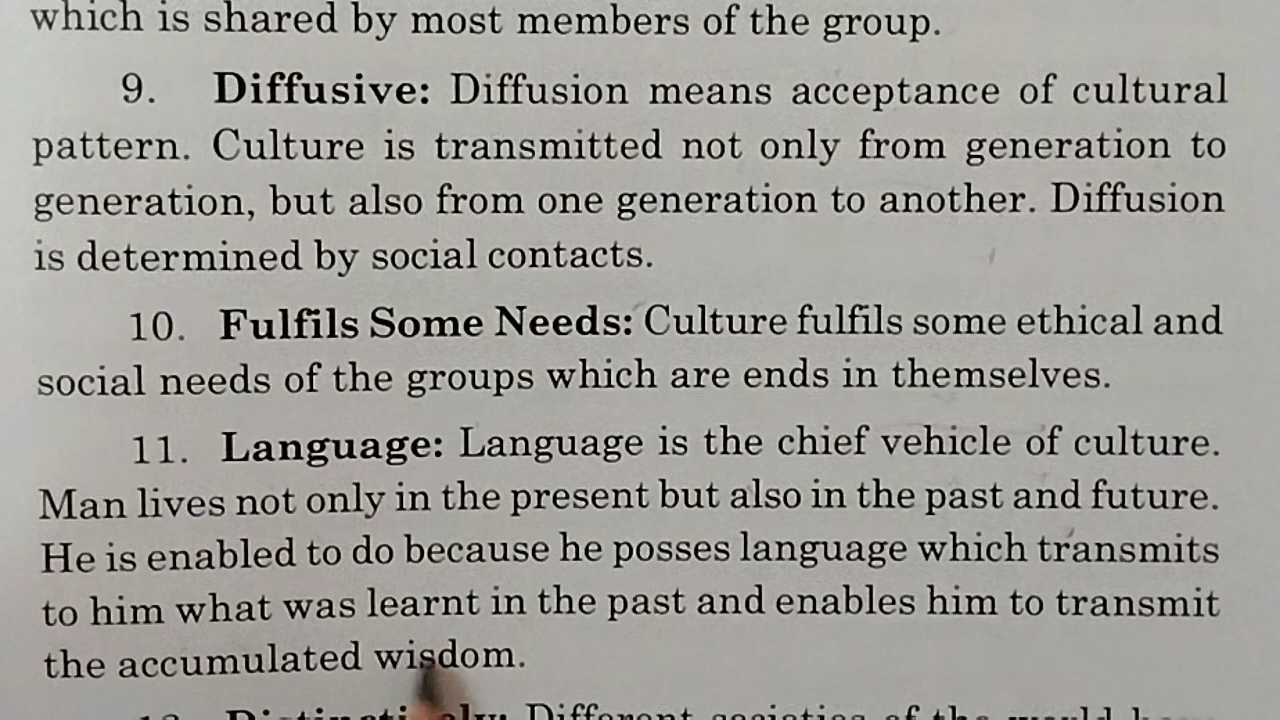 which is shared by most members of the group.
9. Diffusive: Diffusion means acceptance of cultural
pattern. Culture is transmitted not only from generation to
generation, but also from one generation to another. Diffusion
is determined by social contacts.
10. Fulfils Some Needs: Culture fulfils some ethical and
social needs of the groups which are ends in themselves.
11. Language: Language is the chief vehicle of culture.
Man lives not only in the present but also in the past and future.
He is enabled to do because he posses language which transmits
to him what was learnt in the past and enables him to transmit
the accumulated wisdom.
Different societies of the world